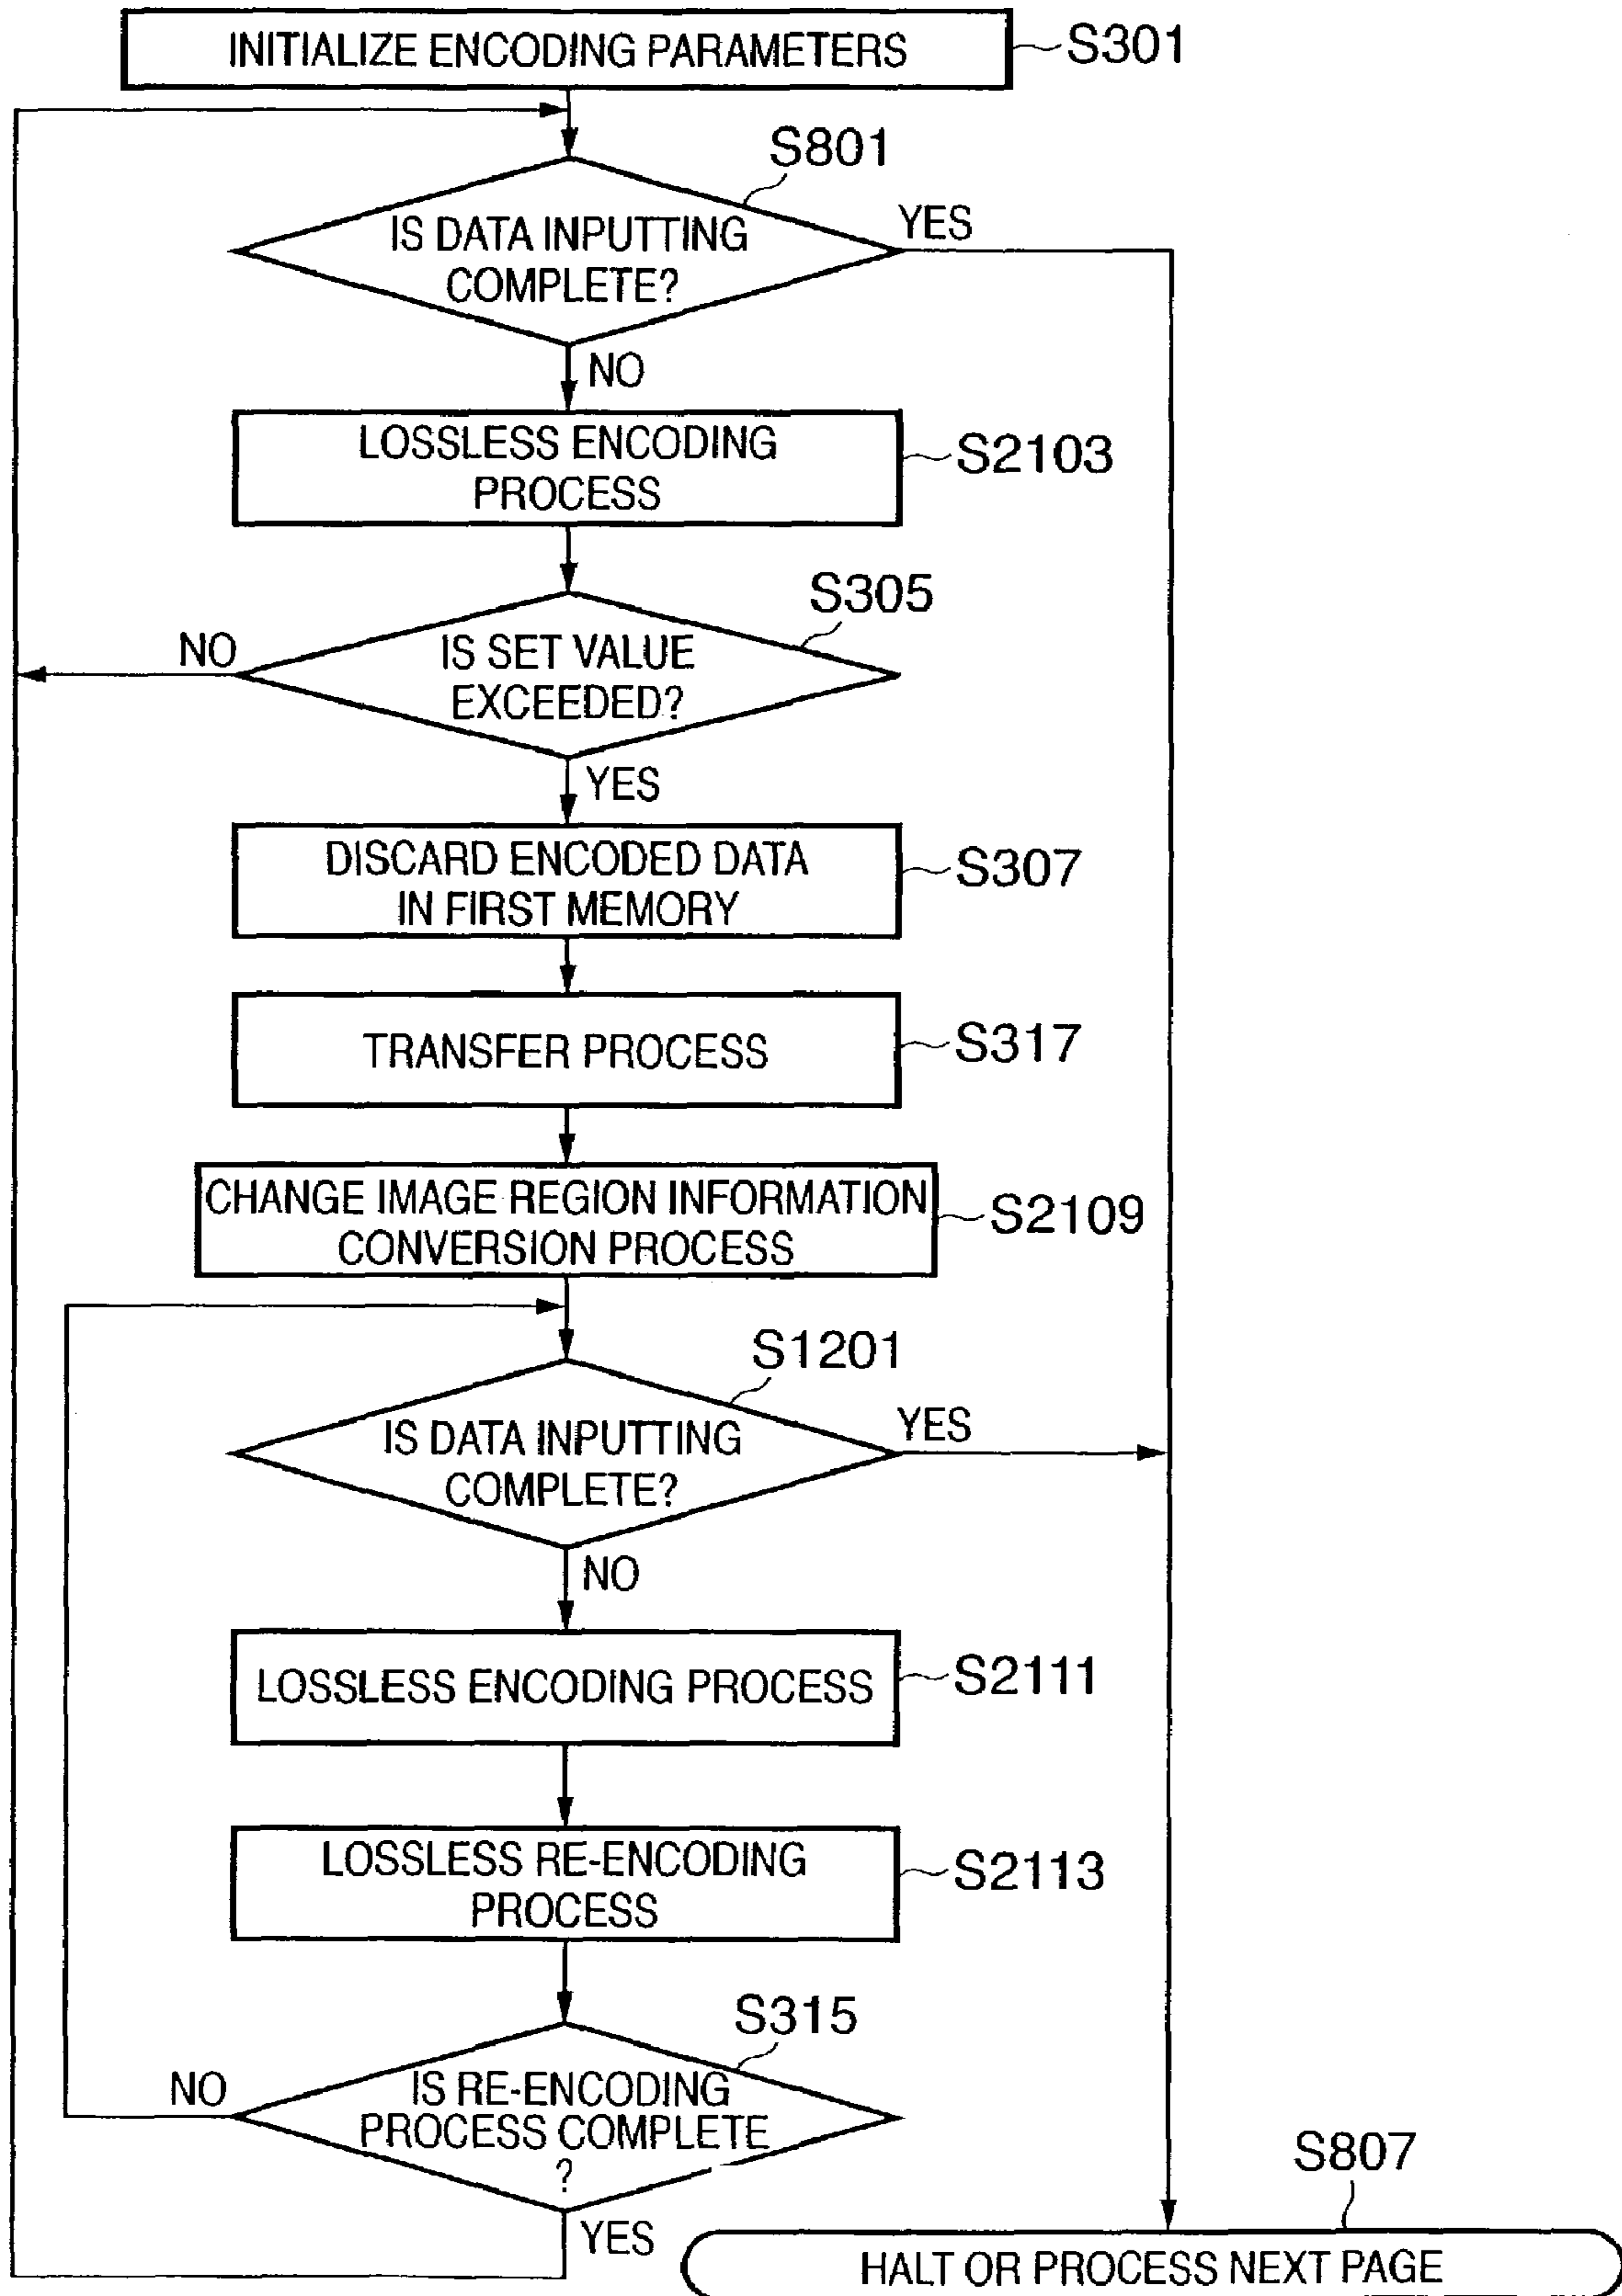 INITIALIZE ENCODING PARAMETERS
S301
S801
IS DATA INPUTTING
COMPLETE?
YES
NO
LOSSLESS ENCODING
PROCESS
S2103
S305
IS SET VALUE
EXCEEDED?
NO
YES
DISCARD ENCODED DATA
IN FIRST MEMORY
S307
TRANSFER PROCESS
S317
CHANGE IMAGE REGION INFORMATION
CONVERSION PROCESS
S2109
S1201
IS DATA INPUTTING
COMPLETE?
YES
NO
LOSSLESS ENCODING PROCESS
S2111
LOSSLESS RE-ENCODING
PROCESS
S2113
S315
IS RE-ENCODING
PROCESS COMPLETE
?
NO
YES
S807
HALT OR PROCESS NEXT PAGE